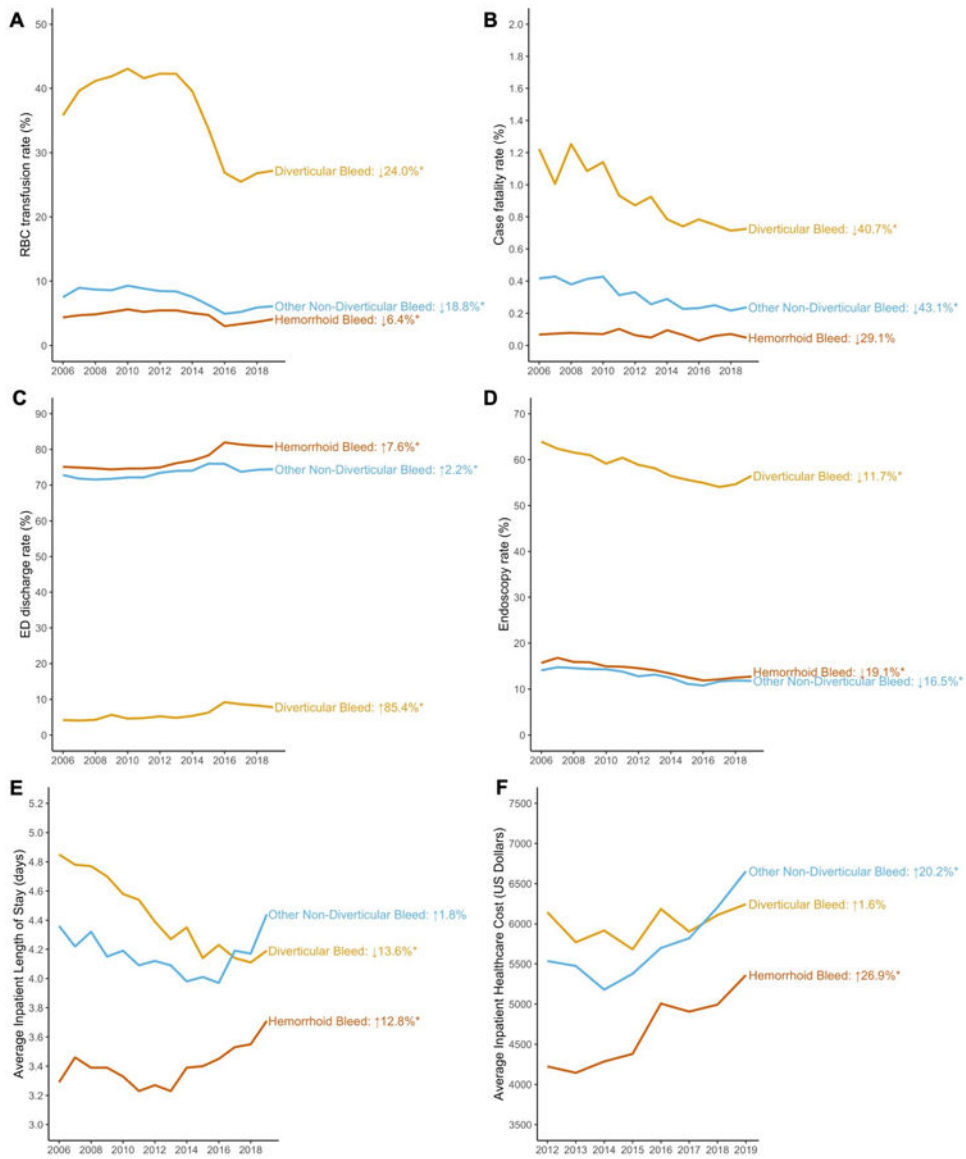 A
RBC transfusion rate (%)
50
40
30
20
10
0
2006 2008 2010 2012 2014 2016 2018
Diverticular Bleed: ↓24.0%*
Other Non-Diverticular Bleed: ↓18.8%*
Hemorrhoid Bleed: ↓6.4%*
B
Case fatality rate (%)
2.0
1.8
1.6
1.4
1.2
1.0
0.8
0.6
0.4
0.2
0.0
2006 2008 2010 2012 2014 2016 2018
Diverticular Bleed: ↓40.7%*
Other Non-Diverticular Bleed: ↓43.1%*
Hemorrhoid Bleed: ↓29.1%
C
ED discharge rate (%)
90
80
70
60
50
40
30
20
10
0
2006 2008 2010 2012 2014 2016 2018
Hemorrhoid Bleed: ↑7.6%*
Other Non-Diverticular Bleed: ↑2.2%*
Diverticular Bleed: ↑85.4%*
D
Endoscopy rate (%)
70
60
50
40
30
20
10
0
2006 2008 2010 2012 2014 2016 2018
Diverticular Bleed: ↓11.7%*
Hemorrhoid Bleed: ↓19.1%*
Other Non-Diverticular Bleed: ↓16.5%*
E
Average Inpatient Length of Stay (days)
5.2
5.0
4.8
4.6
4.4
4.2
4.0
3.8
3.6
3.4
3.2
3.0
2006 2008 2010 2012 2014 2016 2018
Other Non-Diverticular Bleed: ↑1.8%
Diverticular Bleed: ↓13.6%*
Hemorrhoid Bleed: ↑12.8%*
F
Average Inpatient Healthcare Cost (US Dollars)
7500
7000
6500
6000
5500
5000
4500
4000
3500
2012 2013 2014 2015 2016 2017 2018 2019
Other Non-Diverticular Bleed: ↑20.2%*
Diverticular Bleed: ↑1.6%
Hemorrhoid Bleed: ↑26.9%*